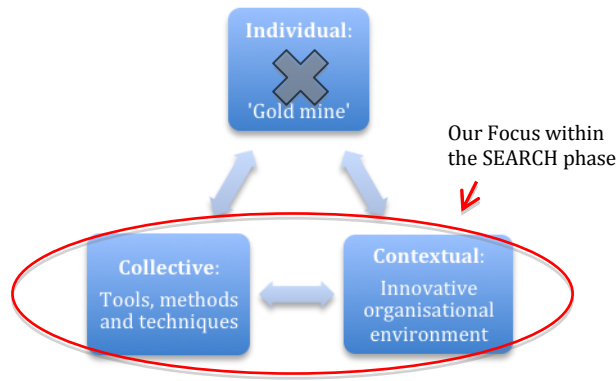 Individual:
'Gold mine'
Our Focus within
the SEARCH phase
Collective:
Tools, methods
and techniques
Contextual:
Innovative
organisational
environment